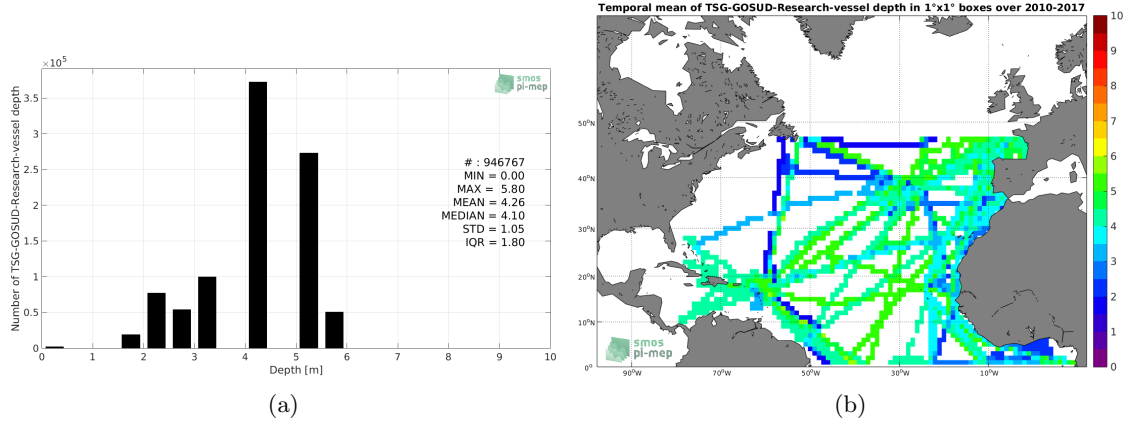 ×10⁵
3.5
3
2.5
2
1.5
1
0.5
0
0 1 2 3 4 5 6 7 8 9 10
Number of TSG-GOSUD-Research-vessel depth
Depth [m]
smos
pi-mep
# : 946767
MIN = 0.00
MAX = 5.80
MEAN = 4.26
MEDIAN = 4.10
STD = 1.05
IQR = 1.80
(a)
Temporal mean of TSG-GOSUD-Research-vessel depth in 1°x1° boxes over 2010-2017
50°N
40°N
30°N
20°N
10°N
0°
90°W 70°W 50°W 30°W 10°W
smos
pi-mep
10
9
8
7
6
5
4
3
2
1
0
(b)